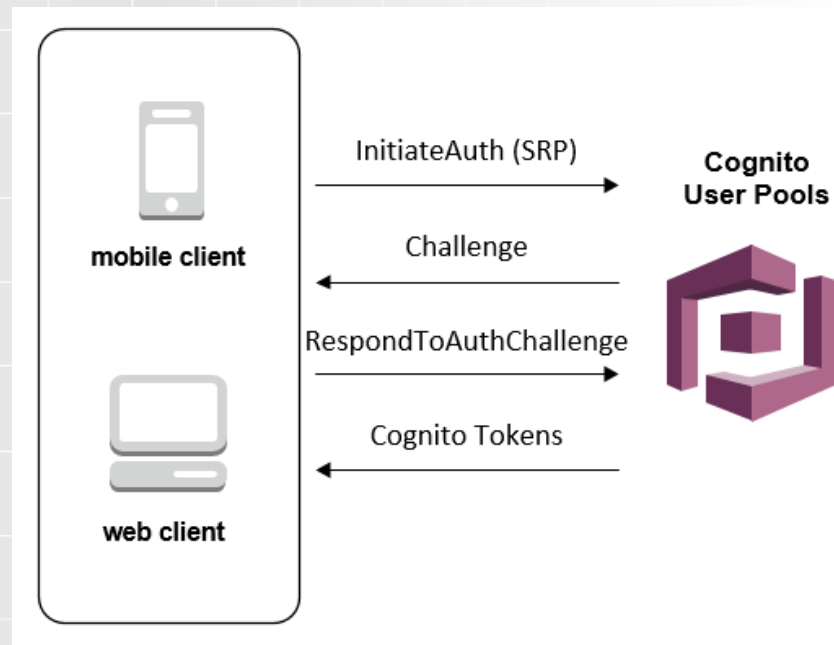 InitiateAuth (SRP)
Cognito
User Pools
mobile client
Challenge
RespondToAuthChallenge
Cognito Tokens
web client